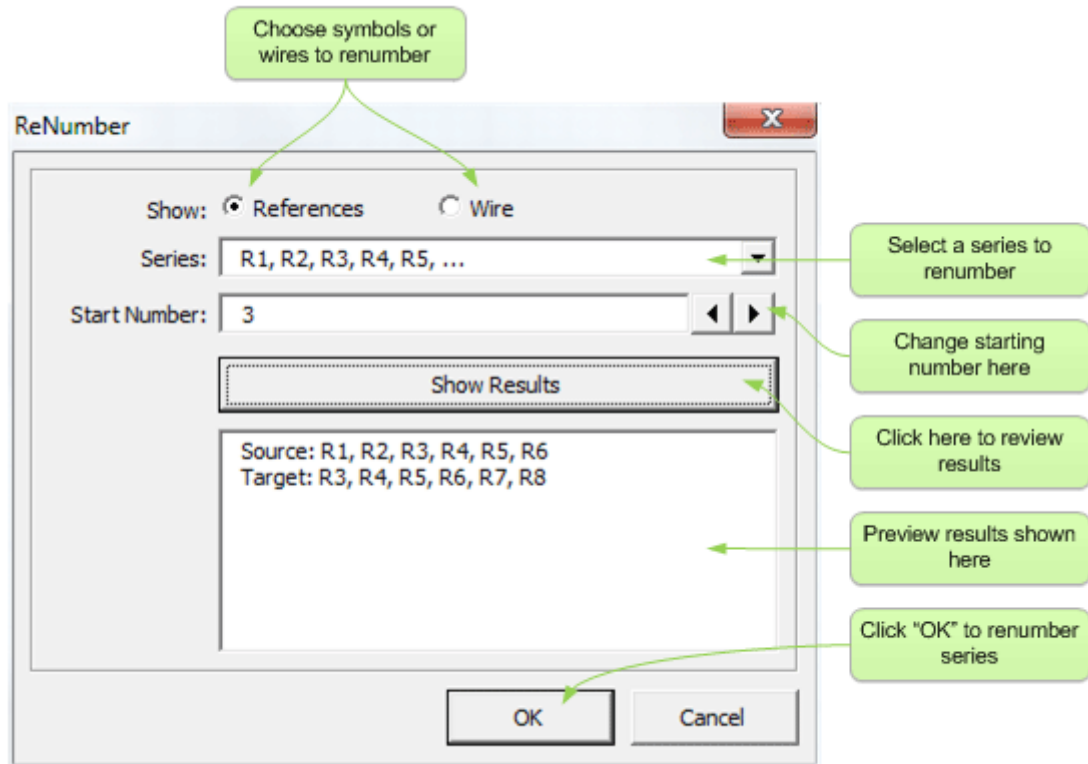 Choose symbols or
wires to renumber
ReNumber
Show: References Wire
Series: R1, R2, R3, R4, R5, ...
Select a series to
renumber
Start Number: 3
Change starting
number here
Show Results
Click here to review
results
Source: R1, R2, R3, R4, R5, R6
Target: R3, R4, R5, R6, R7, R8
Preview results shown
here
Click “OK” to renumber
series
OK Cancel